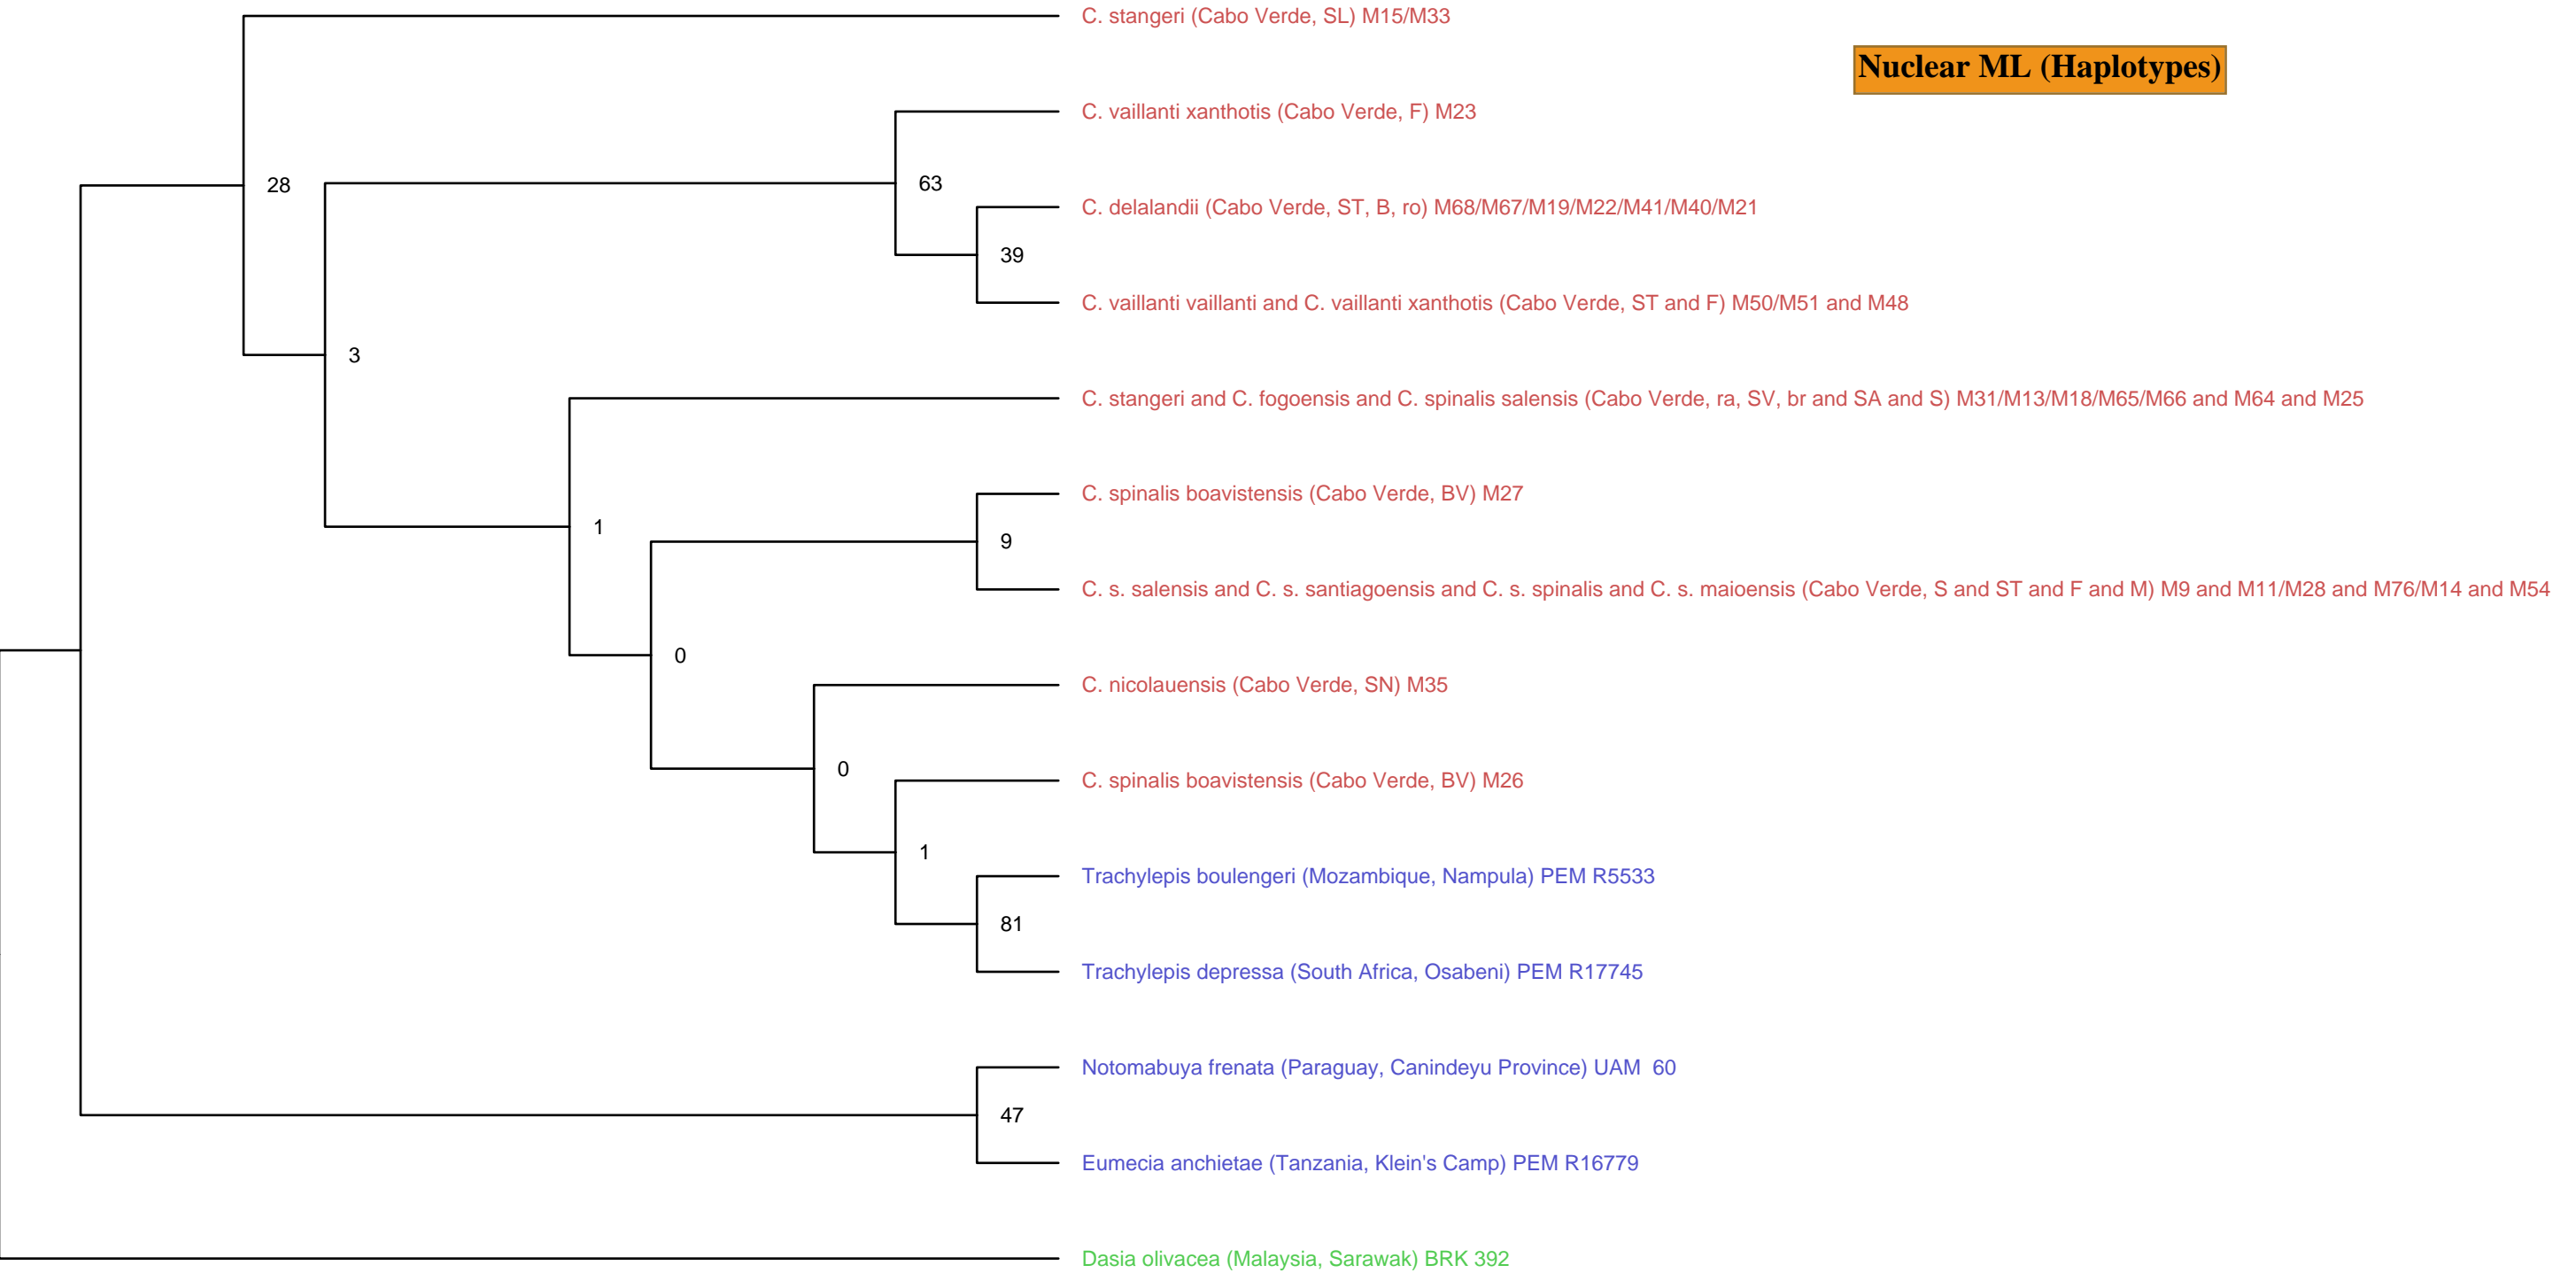 C. stangeri (Cabo Verde, SL) M15/M33
Nuclear ML (Haplotypes)
C. vaillanti xanthotis (Cabo Verde, F) M23
28
63
C. delalandii (Cabo Verde, ST, B, ro) M68/M67/M19/M22/M41/M40/M21
39
C. vaillanti vaillanti and C. vaillanti xanthotis (Cabo Verde, ST and F) M50/M51 and M48
3
C. stangeri and C. fogoensis and C. spinalis salensis (Cabo Verde, ra, SV, br and SA and S) M31/M13/M18/M65/M66 and M64 and M25
C. spinalis boavistensis (Cabo Verde, BV) M27
1
9
C. s. salensis and C. s. santiagoensis and C. s. spinalis and C. s. maioensis (Cabo Verde, S and ST and F and M) M9 and M11/M28 and M76/M14 and M54
0
C. nicolauensis (Cabo Verde, SN) M35
0
C. spinalis boavistensis (Cabo Verde, BV) M26
1
Trachylepis boulengeri (Mozambique, Nampula) PEM R5533
81
Trachylepis depressa (South Africa, Osabeni) PEM R17745
Notomabuya frenata (Paraguay, Canindeyu Province) UAM  60
47
Eumecia anchietae (Tanzania, Klein's Camp) PEM R16779
Dasia olivacea (Malaysia, Sarawak) BRK 392